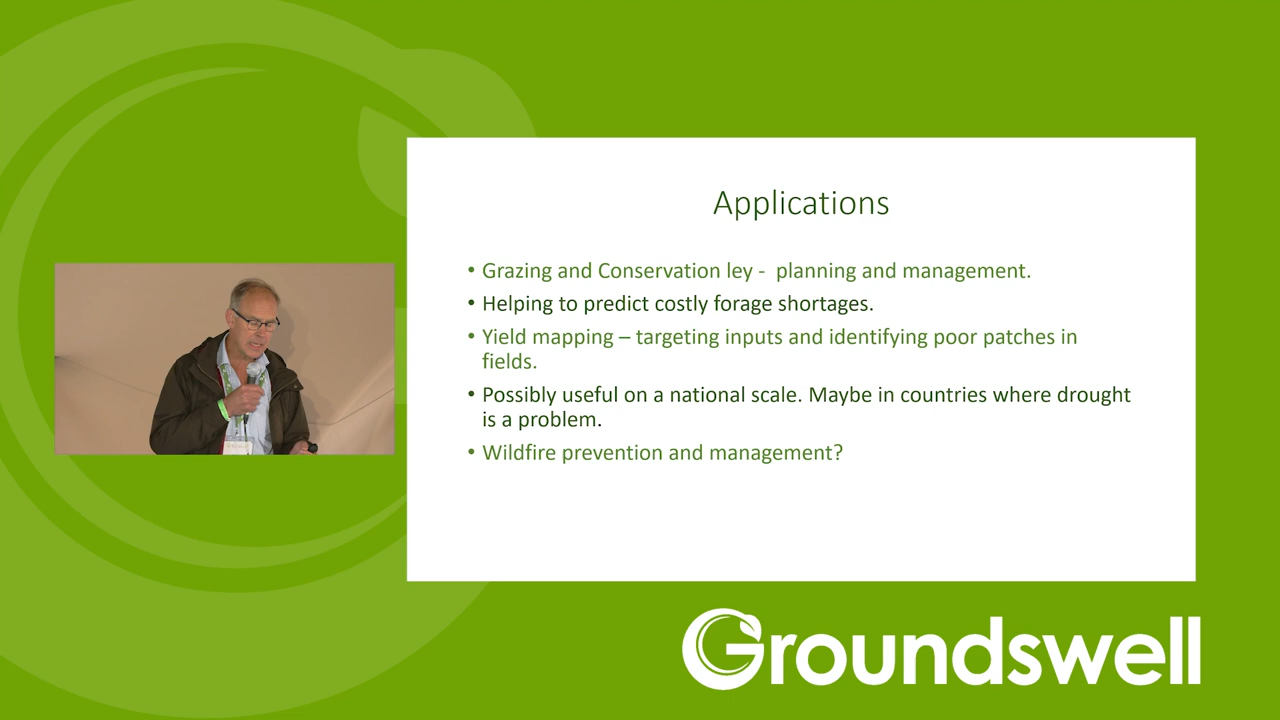 Applications
• Grazing and Conservation ley -  planning and management.
• Helping to predict costly forage shortages.
• Yield mapping – targeting inputs and identifying poor patches in
fields.
• Possibly useful on a national scale. Maybe in countries where drought
is a problem.
• Wildfire prevention and management?
Groundswell